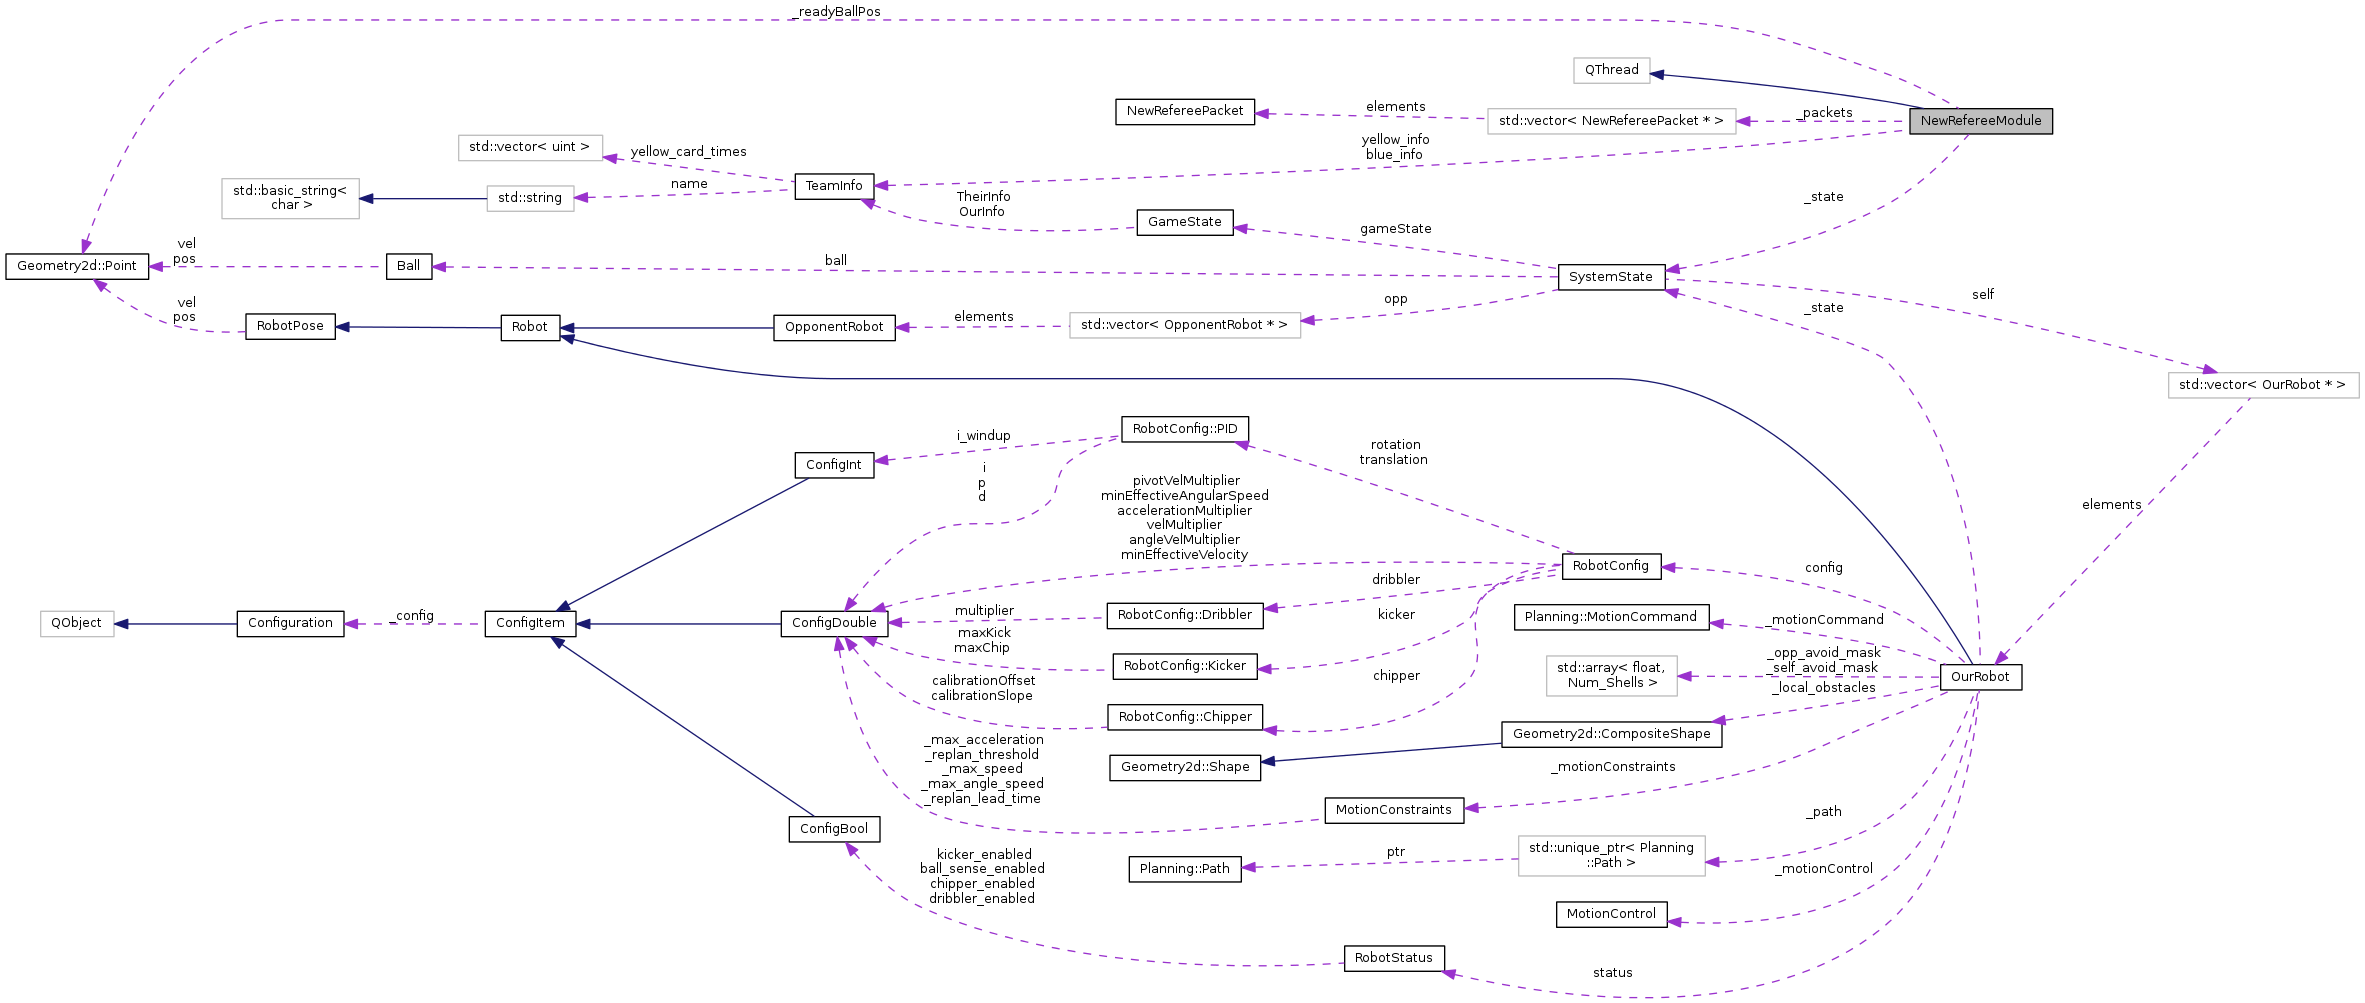 _readyBallPos
QThread
NewRefereePacket
elements
std::vector< NewRefereePacket * >
_packets
NewRefereeModule
std::vector< uint >
yellow_card_times
yellow_info
blue_info
std::basic_string<
char >
std::string
name
TeamInfo
TheirInfo
OurInfo
GameState
gameState
_state
Geometry2d::Point
vel
pos
Ball
ball
SystemState
self
opp
vel
pos
RobotPose
Robot
OpponentRobot
elements
std::vector< OpponentRobot * >
_state
std::vector< OurRobot * >
RobotConfig::PID
i_windup
rotation
translation
ConfigInt
i
p
d
pivotVelMultiplier
minEffectiveAngularSpeed
accelerationMultiplier
velMultiplier
angleVelMultiplier
minEffectiveVelocity
elements
RobotConfig
config
dribbler
QObject
Configuration
_config
ConfigItem
ConfigDouble
multiplier
RobotConfig::Dribbler
kicker
Planning::MotionCommand
_motionCommand
maxKick
maxChip
RobotConfig::Kicker
std::array< float,
Num_Shells >
_opp_avoid_mask
_self_avoid_mask
OurRobot
chipper
calibrationOffset
calibrationSlope
_local_obstacles
RobotConfig::Chipper
Geometry2d::CompositeShape
Geometry2d::Shape
_max_acceleration
_replan_threshold
_max_speed
_max_angle_speed
_replan_lead_time
_motionConstraints
MotionConstraints
_path
ConfigBool
std::unique_ptr< Planning
::Path >
ptr
Planning::Path
_motionControl
kicker_enabled
ball_sense_enabled
chipper_enabled
dribbler_enabled
MotionControl
RobotStatus
status